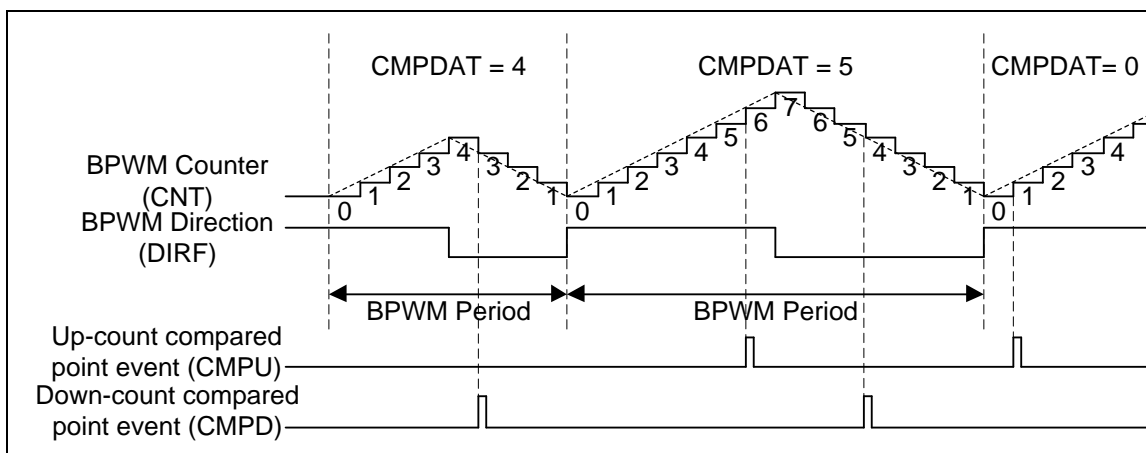 CMPDAT = 4
CMPDAT = 5
CMPDAT= 0
BPWM Counter
(CNT)
0 1 2 3 4 3 2 1 0 1 2 3 4 5 6 7 6 5 4 3 2 1 0 1 2 3 4
BPWM Direction
(DIRF)
BPWM Period
BPWM Period
Up-count compared
point event (CMPU)
Down-count compared
point event (CMPD)